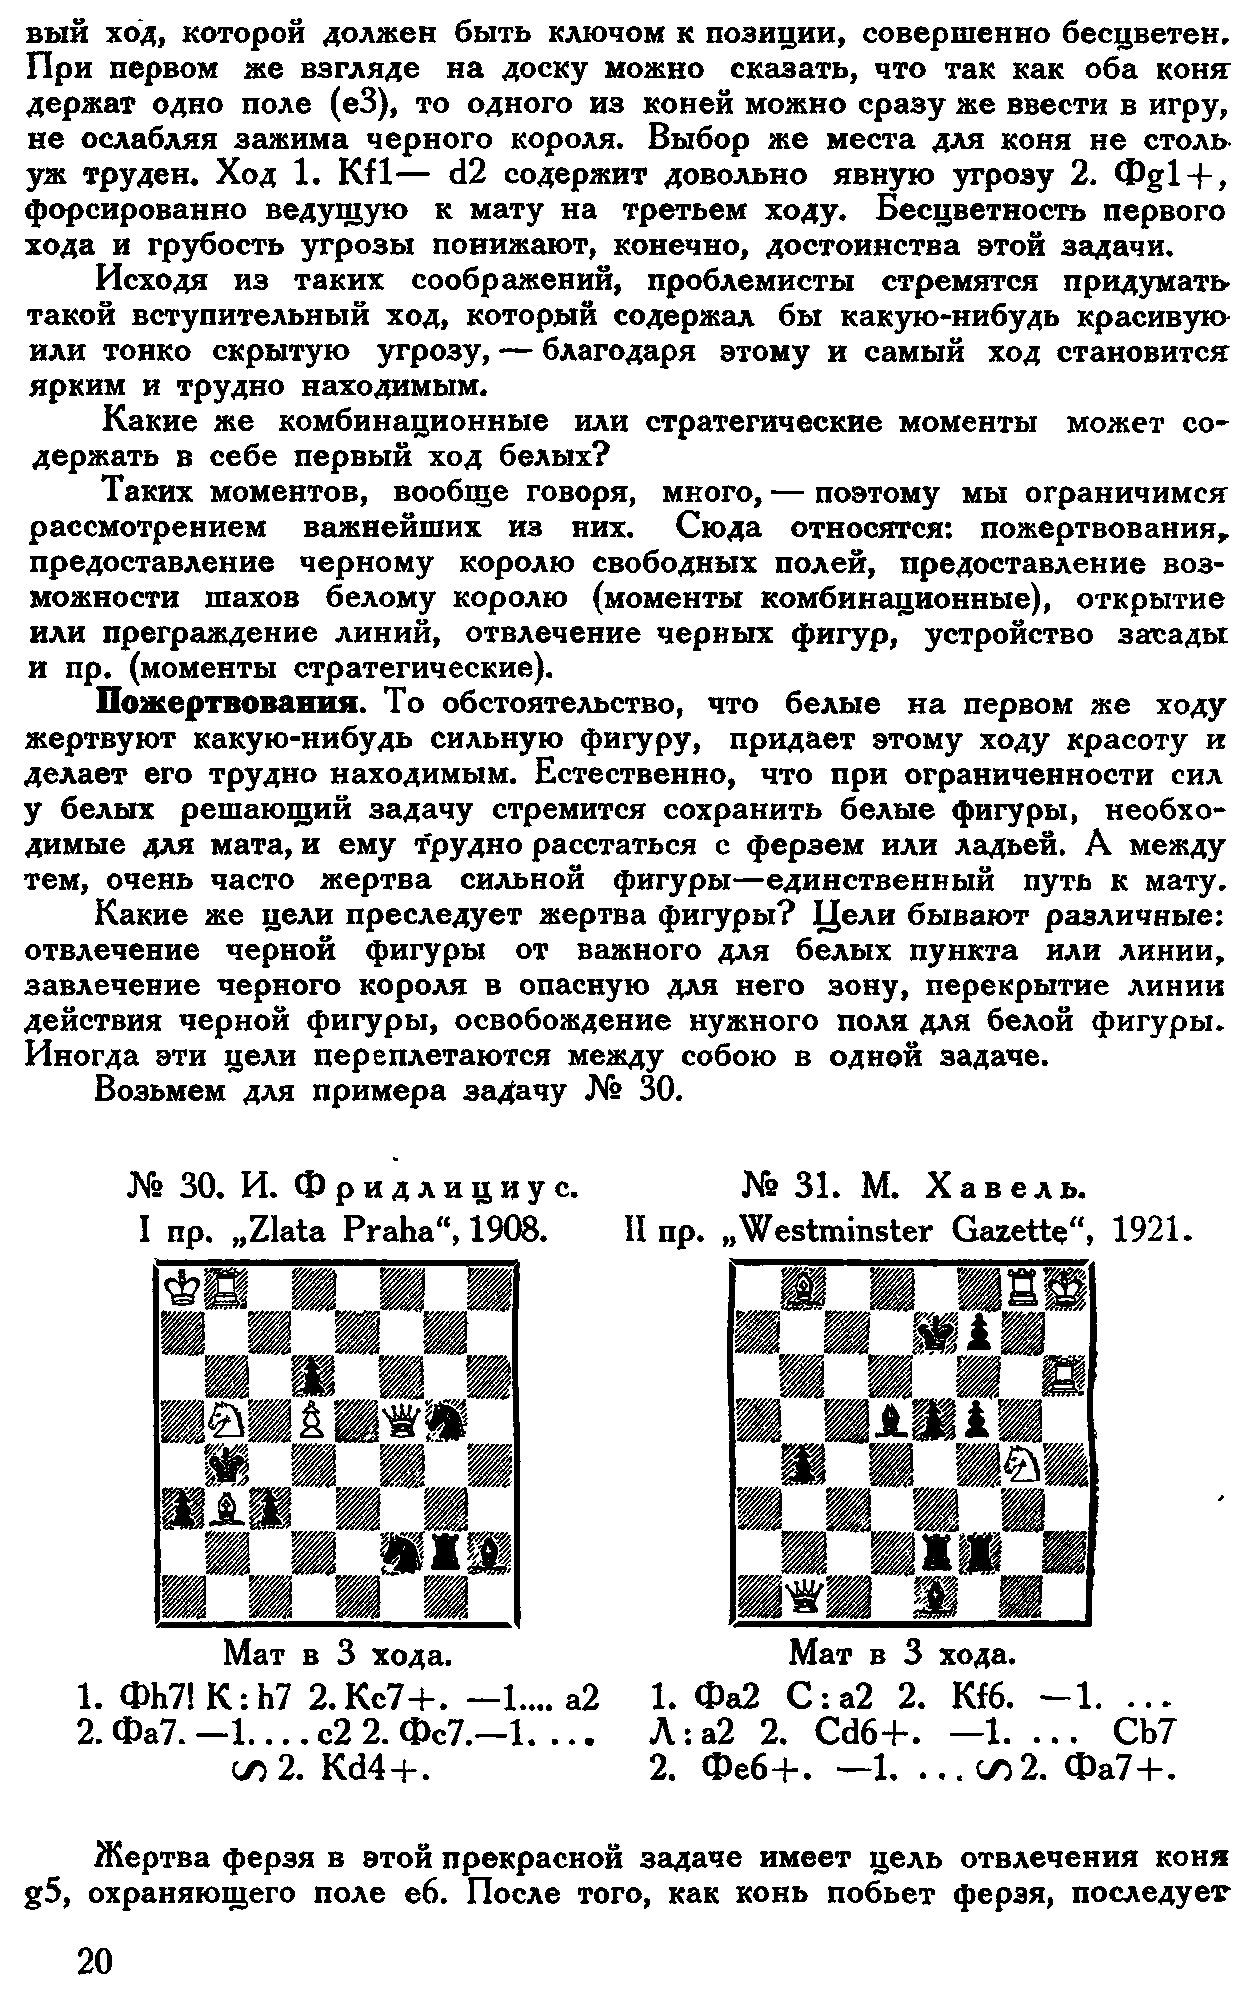 вый ход, которой должен быть ключом к позиции, совершенно бесцветен.
При первом же взгляде на доску можно сказать, что так как оба коня
держат одно поле (е3), то одного из коней можно сразу же ввести в игру,
не ослабляя зажима черного короля. Выбор же места для коня не столь
уж труден. Ход 1. Kf1— d2 содержит довольно явную угрозу 2. Фg1+,
форсированно ведущую к мату на третьем ходу. Бесцветность первого
хода и грубость угрозы понижают, конечно, достоинства этой задачи.
Исходя из таких соображений, проблемисты стремятся придумать
такой вступительный ход, который содержал бы какую-нибудь красивую
или тонко скрытую угрозу, — благодаря этому и самый ход становится
ярким и трудно находимым.
Какие же комбинационные или стратегические моменты может со-
держать в себе первый ход белых?
Таких моментов, вообще говоря, много, — поэтому мы ограничимся
рассмотрением важнейших из них. Сюда относятся: пожертвования,
предоставление черному королю свободных полей, предоставление воз-
можности шахов белому королю (моменты комбинационные), открытие
или преграждение линий, отвлечение черных фигур, устройство засады
и пр. (моменты стратегические).
Пожертвования. То обстоятельство, что белые на первом же ходу
жертвуют какую-нибудь сильную фигуру, придает этому ходу красоту и
делает его трудно находимым. Естественно, что при ограниченности сил
у белых решающий задачу стремится сохранить белые фигуры, необхо-
димые для мата, и ему трудно расстаться с ферзем или ладьей. А между
тем, очень часто жертва сильной фигуры—единственный путь к мату.
Какие же цели преследует жертва фигуры? Цели бывают различные:
отвлечение черной фигуры от важного для белых пункта или линии,
завлечение черного короля в опасную для него зону, перекрытие линии
действия черной фигуры, освобождение нужного поля для белой фигуры.
Иногда эти цели переплетаются между собою в одной задаче.
Возьмем для примера задачу № 30.
№ 30. И. Фридлициус.
I пр. „Zlata Praha“, 1908.
Мат в 3 хода.
1. Фh7! К : h7 2. Кс7+. —1.... а2
2. Фа7. —1. . . . с2 2. Фс7.—1. . . .
∽ 2. Kd4+.
№ 31. М. Хавель.
II пр. „Westminster Gazette“, 1921.
Мат в 3 хода.
1. Фа2 С : а2 2. Kf6. —1. ...
Л : а2 2. Cd6+. —1. ... Cb7
2. Фе6+. —1. ... ∽ 2. Фа7+.
Жертва ферзя в этой прекрасной задаче имеет цель отвлечения коня
g5, охраняющего поле е6. После того, как конь побьет ферзя, последует
20